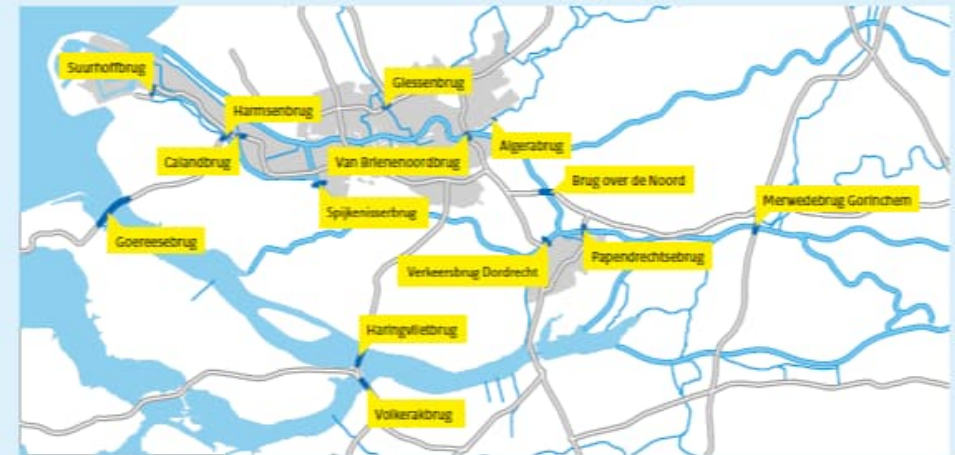 Suurhoffbrug
Giessenbrug
Harmsenbrug
Algerabrug
Calandbrug
Van Brienenoordbrug
Brug over de Noord
Merwedebrug Gorinchem
Spijkenisserbrug
Goereesebrug
Papendrechtsebrug
Verkeersbrug Dordrecht
Haringvlietbrug
Volkerakbrug